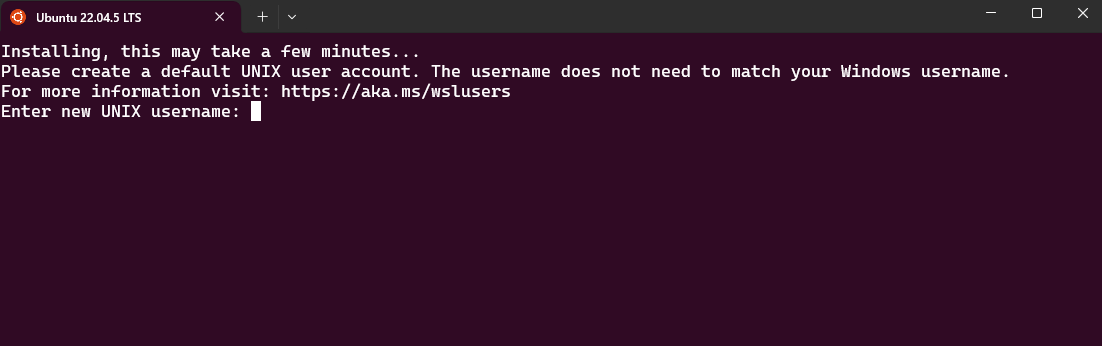 Ubuntu 22.04.5 LTS
Installing, this may take a few minutes...
Please create a default UNIX user account. The username does not need to match your Windows username.
For more information visit: https://aka.ms/wslusers
Enter new UNIX username: